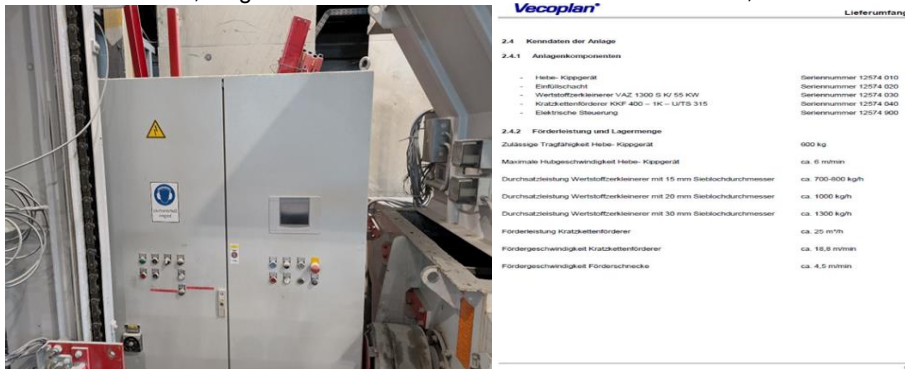 Vecoplan
Lieferumfang
2.4 Kenndaten der Anlage
2.4.1 Anlagenkomponenten
- Hebe- Kippgerät Seriennummer 12574 010
- Einfüllschacht Seriennummer 12574 020
- Wertstoffzerkleinerer VAZ 1300 S K/ 55 KW Seriennummer 12574 030
- Kratzkettenförderer KKF 400 – 1K – U/TS 315 Seriennummer 12574 040
- Elektrische Steuerung Seriennummer 12574 900
2.4.2 Förderleistung und Lagermenge
Zulässige Tragfähigkeit Hebe- Kippgerät 600 kg
Maximale Hubgeschwindigkeit Hebe- Kippgerät ca. 6 m/min
Durchsatzleistung Wertstoffzerkleinerer mit 15 mm Sieblochdurchmesser ca. 700-800 kg/h
Durchsatzleistung Wertstoffzerkleinerer mit 20 mm Sieblochdurchmesser ca. 1000 kg/h
Durchsatzleistung Wertstoffzerkleinerer mit 30 mm Sieblochdurchmesser ca. 1300 kg/h
Förderleistung Kratzkettenförderer ca. 25 m³/h
Fördergeschwindigkeit Kratzkettenförderer ca. 18,8 m/min
Fördergeschwindigkeit Förderschnecke ca. 4,5 m/min